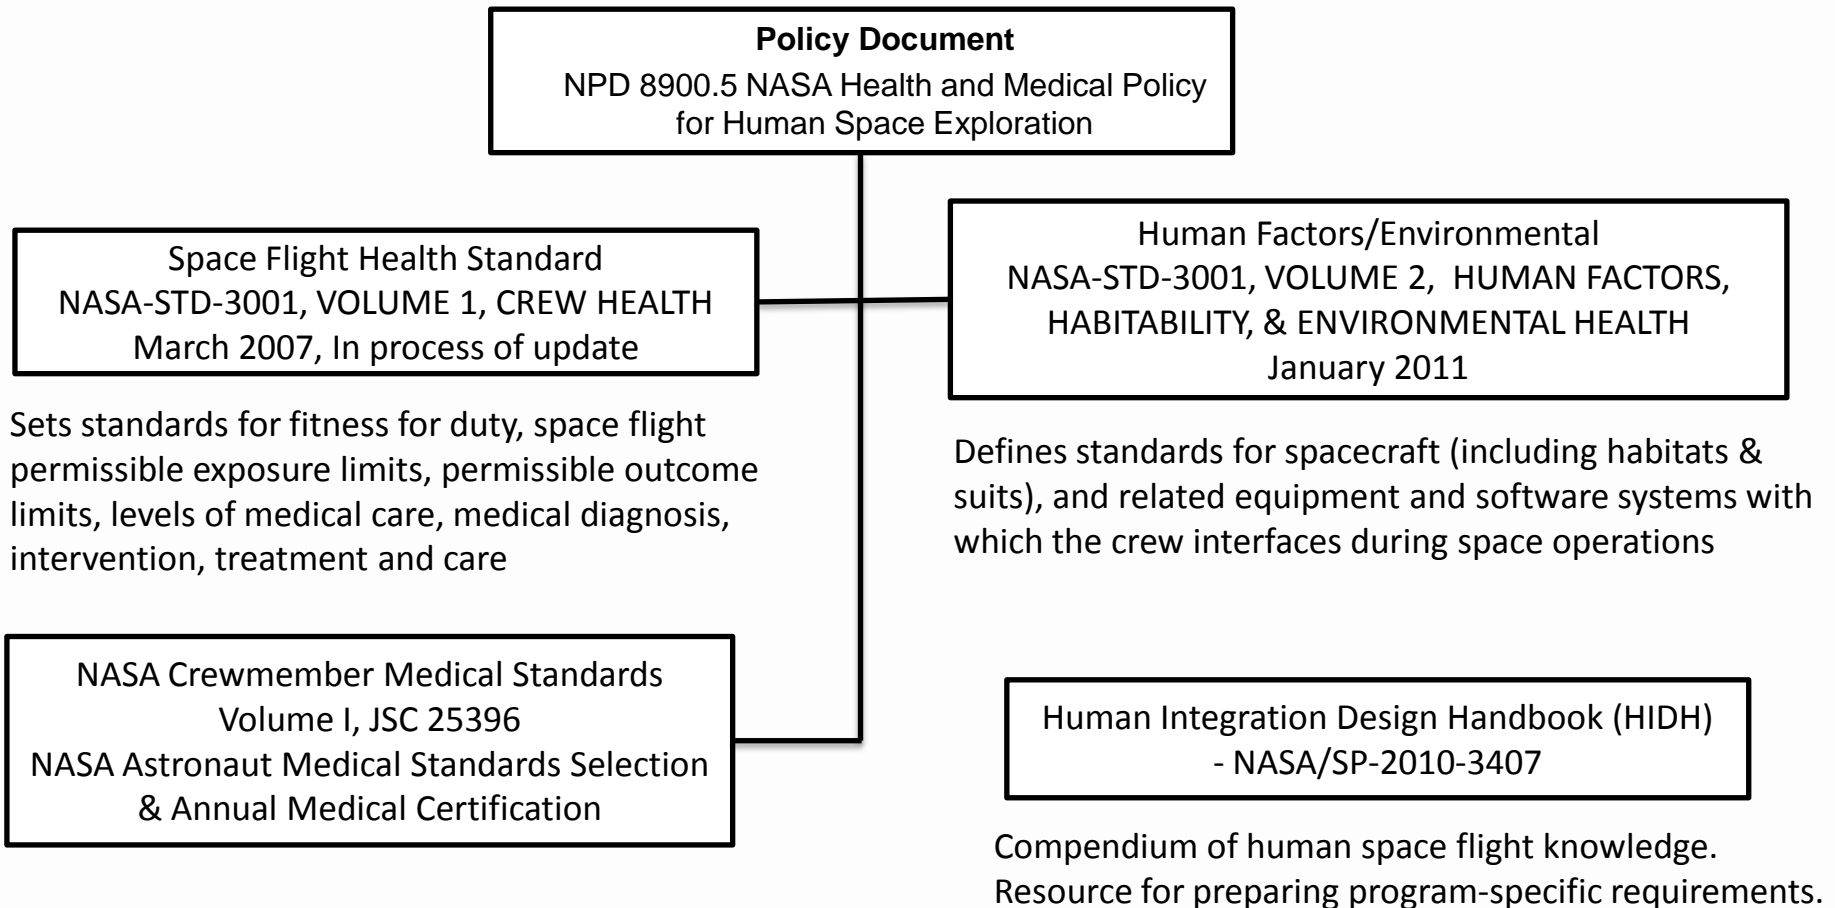 Policy Document
NPD 8900.5 NASA Health and Medical Policy
for Human Space Exploration
Space Flight Health Standard
NASA-STD-3001, VOLUME 1, CREW HEALTH
March 2007, In process of update
Sets standards for fitness for duty, space flight
permissible exposure limits, permissible outcome
limits, levels of medical care, medical diagnosis,
intervention, treatment and care
Human Factors/Environmental
NASA-STD-3001, VOLUME 2, HUMAN FACTORS,
HABITABILITY, & ENVIRONMENTAL HEALTH
January 2011
Defines standards for spacecraft (including habitats &
suits), and related equipment and software systems with
which the crew interfaces during space operations
NASA Crewmember Medical Standards
Volume I, JSC 25396
NASA Astronaut Medical Standards Selection
& Annual Medical Certification
Human Integration Design Handbook (HIDH)
- NASA/SP-2010-3407
Compendium of human space flight knowledge.
Resource for preparing program-specific requirements.